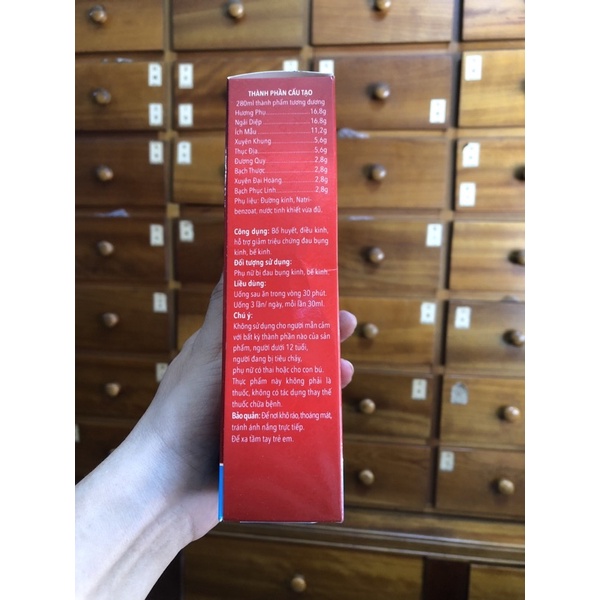 THÀNH PHẦN CẤU TẠO
280ml thành phẩm tương đương
Hương Phụ 16,8g
Ngải Diệp 16.8g
Ích Mẫu 11,2g
Xuyên Khung 5,6g
Thục Địa 5,6g
Đương Quy 2,8g
Bạch Thược 2,8g
Xuyên Đại Hoàng 2,8g
Bạch Phục Linh 2,8g
Phụ liệu: Đường kính, Natri-
benzoat, nước tinh khiết vừa đủ.
Công dụng: Bổ huyết, điều kinh,
hỗ trợ giảm triệu chứng đau bụng
kinh, bế kinh.
Đối tượng sử dụng:
Phụ nữ bị đau bụng kinh, bế kinh.
Liều dùng:
Uống sau ăn trong vòng 30 phút.
Uống 3 lần/ ngày, mỗi lần 30ml.
Chú ý:
Không sử dụng cho người mẫn cảm
với bất kỳ thành phần nào của sản
phẩm, người dưới 12 tuổi,
người đang bị tiêu chảy,
phụ nữ có thai hoặc cho con bú.
Thực phẩm này không phải là
thuốc, không có tác dụng thay thế
thuốc chữa bệnh.
Bảo quản: Để nơi khô ráo, thoáng mát,
tránh ánh nắng trực tiếp.
Để xa tầm tay trẻ em.